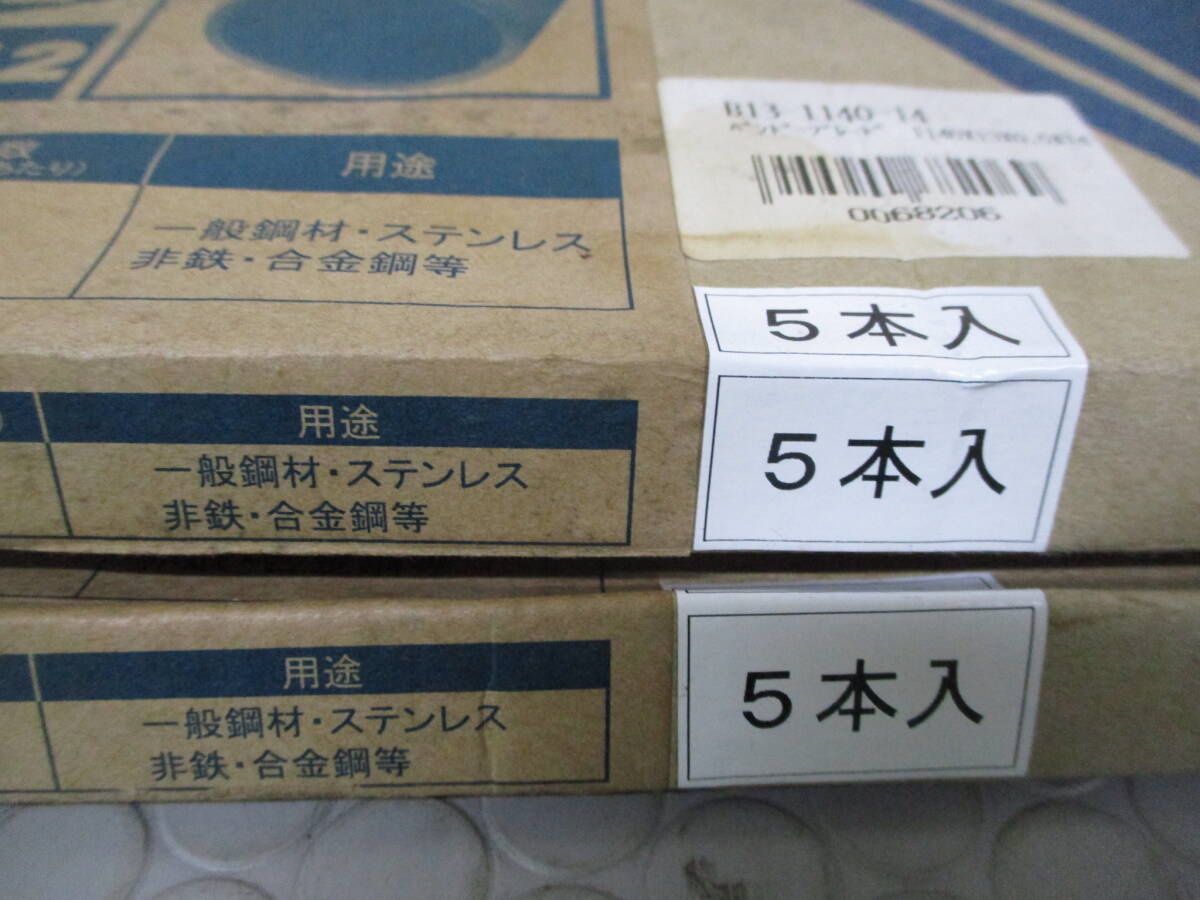 2
用途
一般鋼材・ステンレス
非鉄・合金鋼等
B13-1140-14
0068206
5本入
用途
一般鋼材・ステンレス
非鉄・合金鋼等
5本入
用途
一般鋼材・ステンレス
非鉄・合金鋼等
5本入